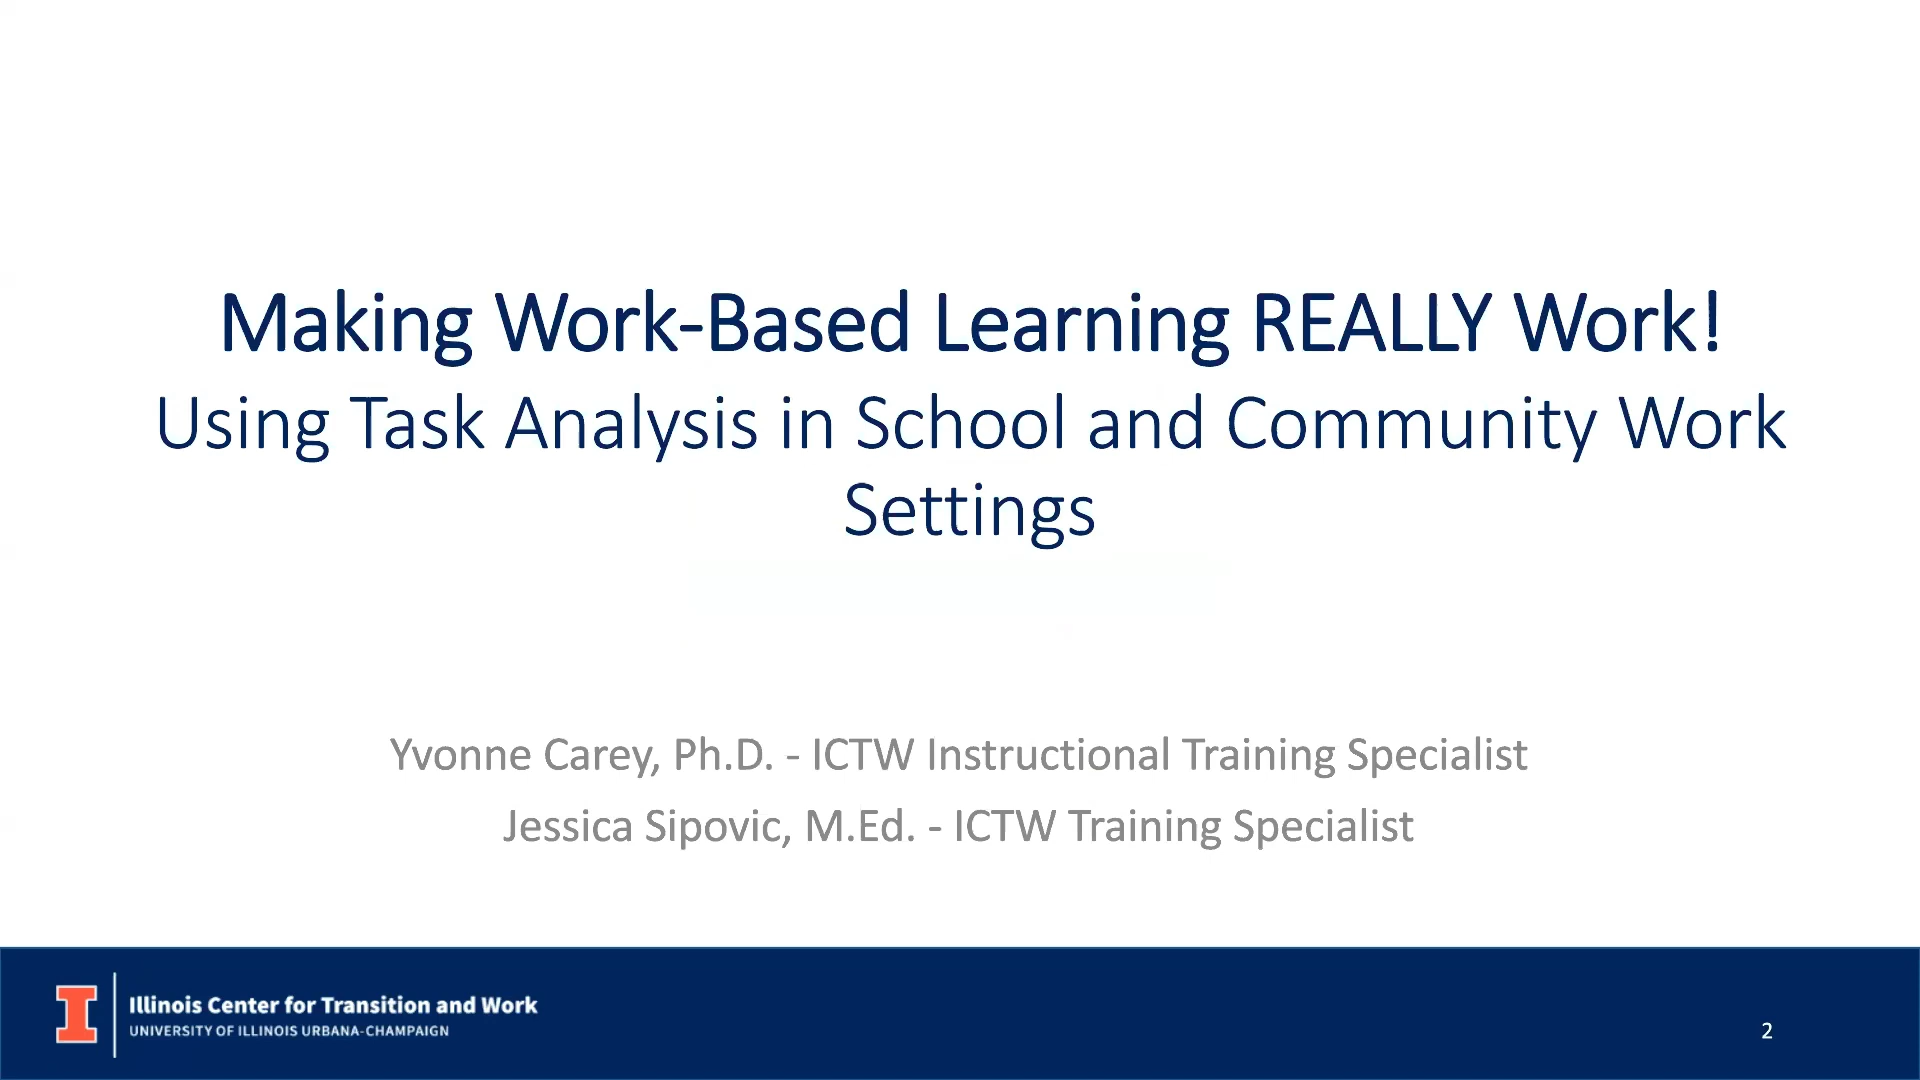 Making Work-Based Learning REALLY Work!
Using Task Analysis in School and Community Work
Settings
Yvonne Carey, Ph.D. - ICTW Instructional Training Specialist
Jessica Sipovic, M.Ed. - ICTW Training Specialist
I
Illinois Center for Transition and Work
UNIVERSITY OF ILLINOIS URBANA-CHAMPAIGN
2